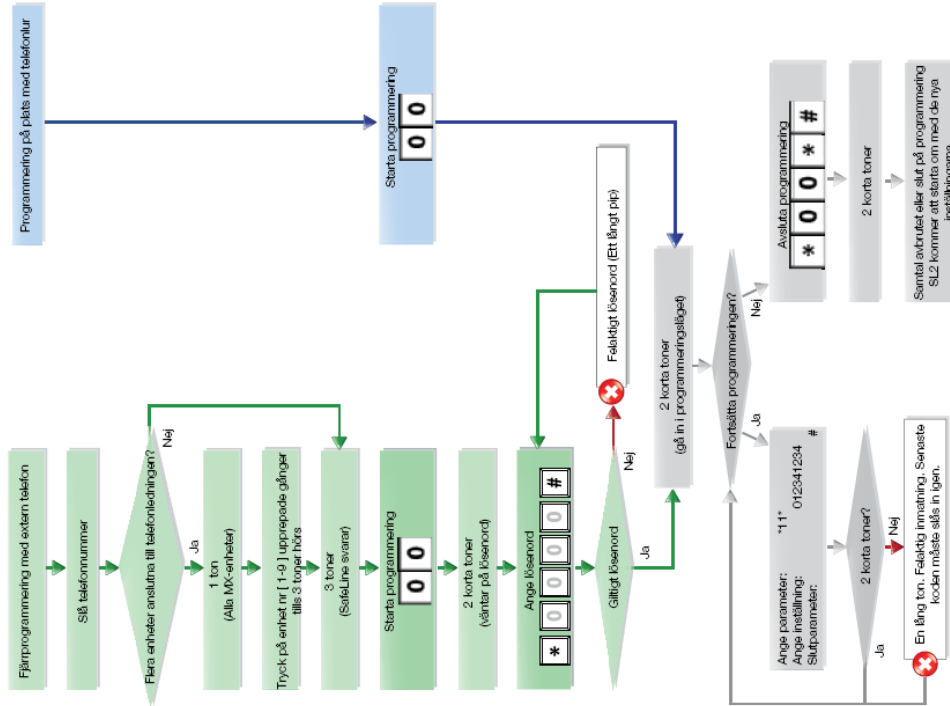 Fjärrprogrammering med extern telefon
Slå telefonnummer
Flera enheter anslutna till telefonledningen?
Nej
Ja
1 ton
(Alla MX-enheter)
Tryck på enhet nr [ 1-9 ] upprepade gånger
tills 3 toner hörs
3 toner
(SafeLine svarar)
Starta programmering
0 0
2 korta toner
(väntar på lösenord)
Ange lösenord
* 0 0 0 0 #
Giltigt lösenord
Nej
Ja
Felaktigt lösenord (Ett långt pip)
Programmering på plats med telefonlur
Starta programmering
0 0
2 korta toner
(gå in i programmeringsläget)
Fortsätta programmeringen?
Ja
Nej
Ange parameter: *11*
Ange inställning: 012341234
Slutparameter: #
2 korta toner?
Ja
Nej
En lång ton. Felaktig inmatning. Senaste
koden måste slås in igen.
Avsluta programmering
* 0 0 * #
2 korta toner
Samtal avbrutet eller slut på programmering
SL2 kommer att starta om med de nya
inställningarna